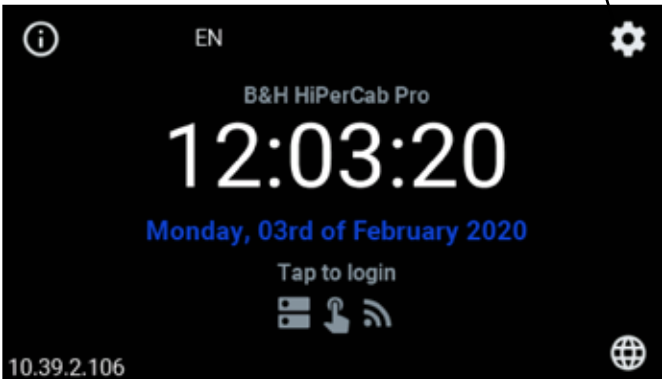 EN
B&H HiPerCab Pro
12:03:20
Monday, 03rd of February 2020
Tap to login
10.39.2.106